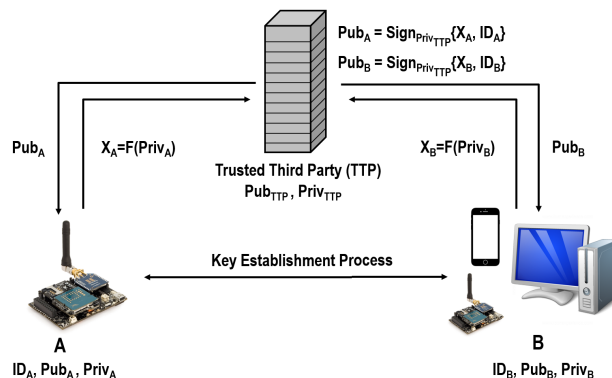 Pub_A = Sign_Priv_TTP{X_A, ID_A}
Pub_B = Sign_Priv_TTP{X_B, ID_B}
Pub_A
X_A=F(Priv_A)
X_B=F(Priv_B)
Pub_B
Trusted Third Party (TTP)
Pub_TTP , Priv_TTP
Key Establishment Process
A
B
ID_A, Pub_A, Priv_A
ID_B, Pub_B, Priv_B